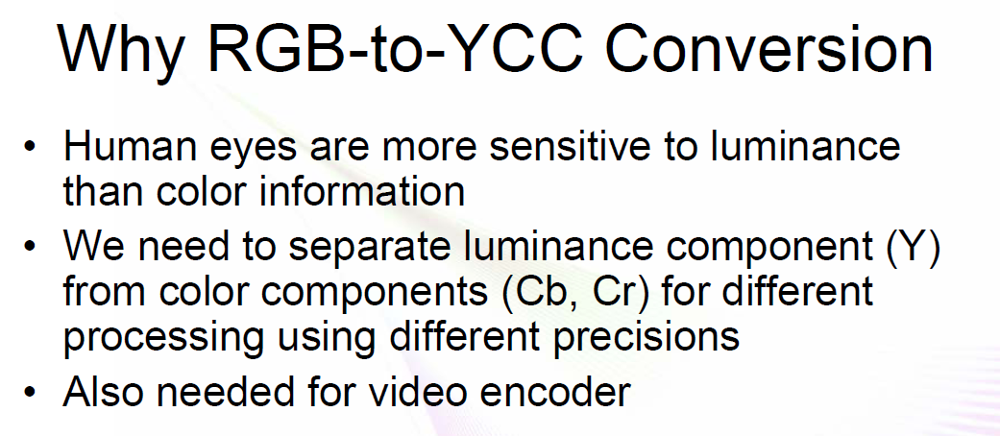 Why RGB-to-YCC Conversion
• Human eyes are more sensitive to luminance
than color information
• We need to separate luminance component (Y)
from color components (Cb, Cr) for different
processing using different precisions
• Also needed for video encoder